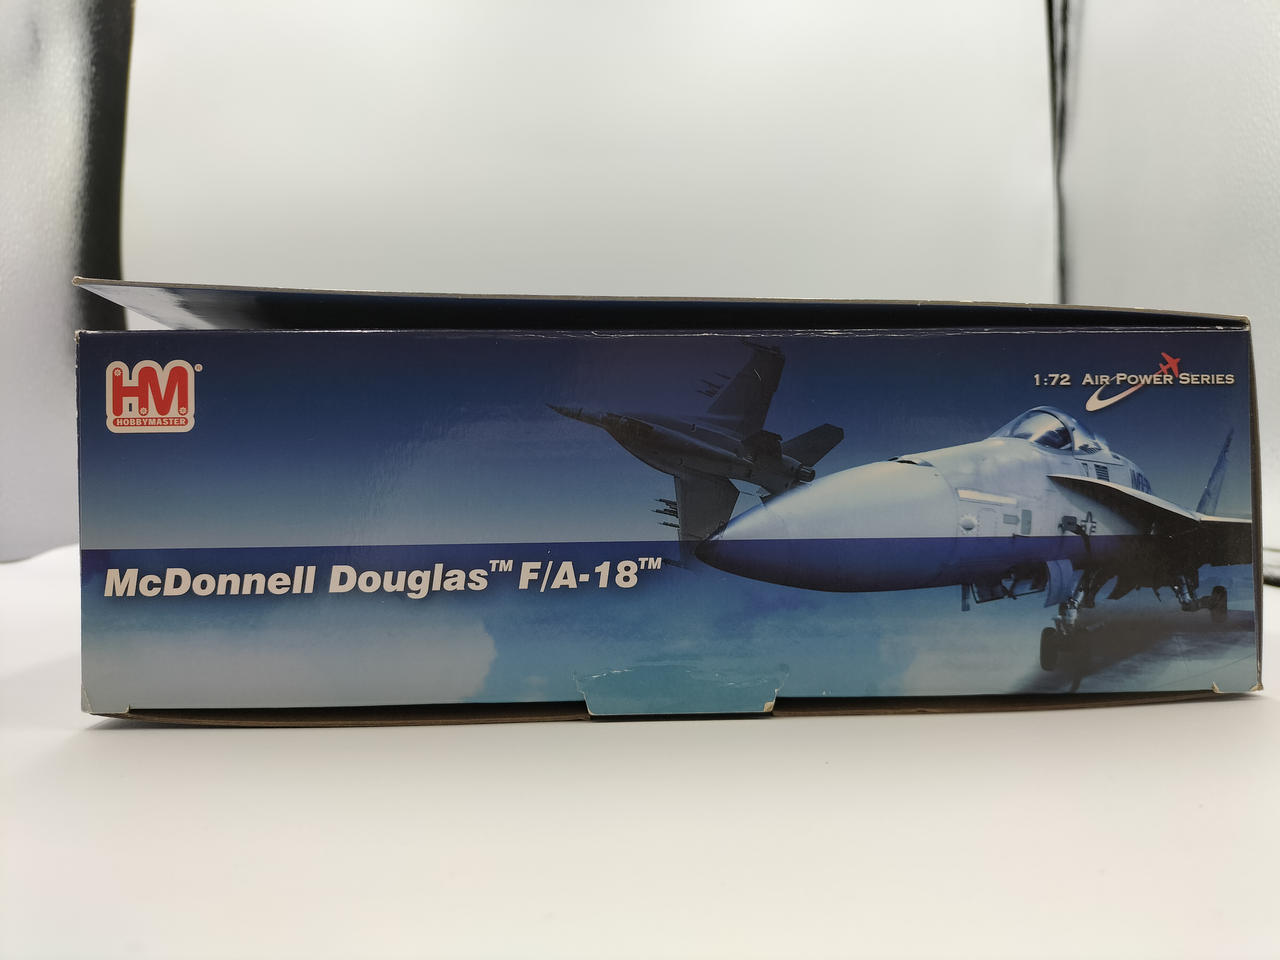 HM®
HOBBYMASTER
1:72 AIR POWER SERIES
McDonnell Douglas™ F/A-18™